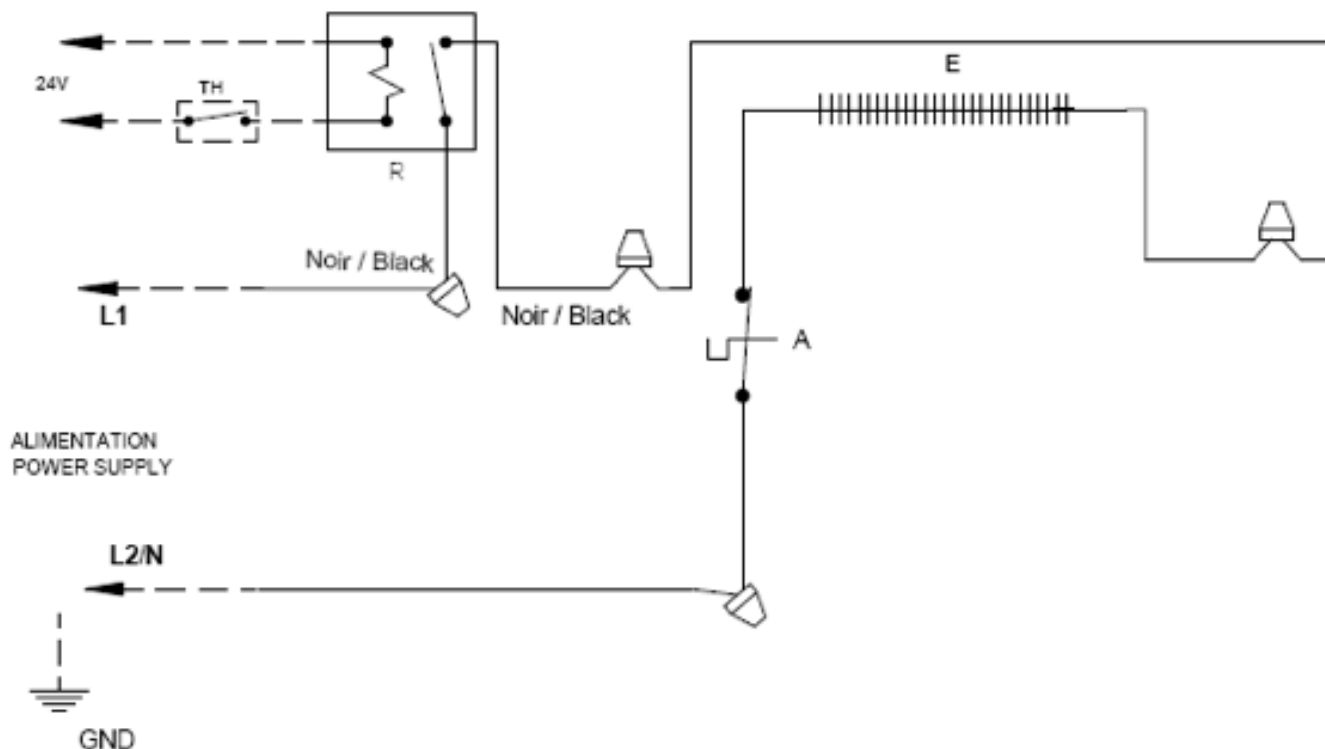 24V
TH
R
E
Noir / Black
L1
Noir / Black
A
ALIMENTATION
POWER SUPPLY
L2/N
GND